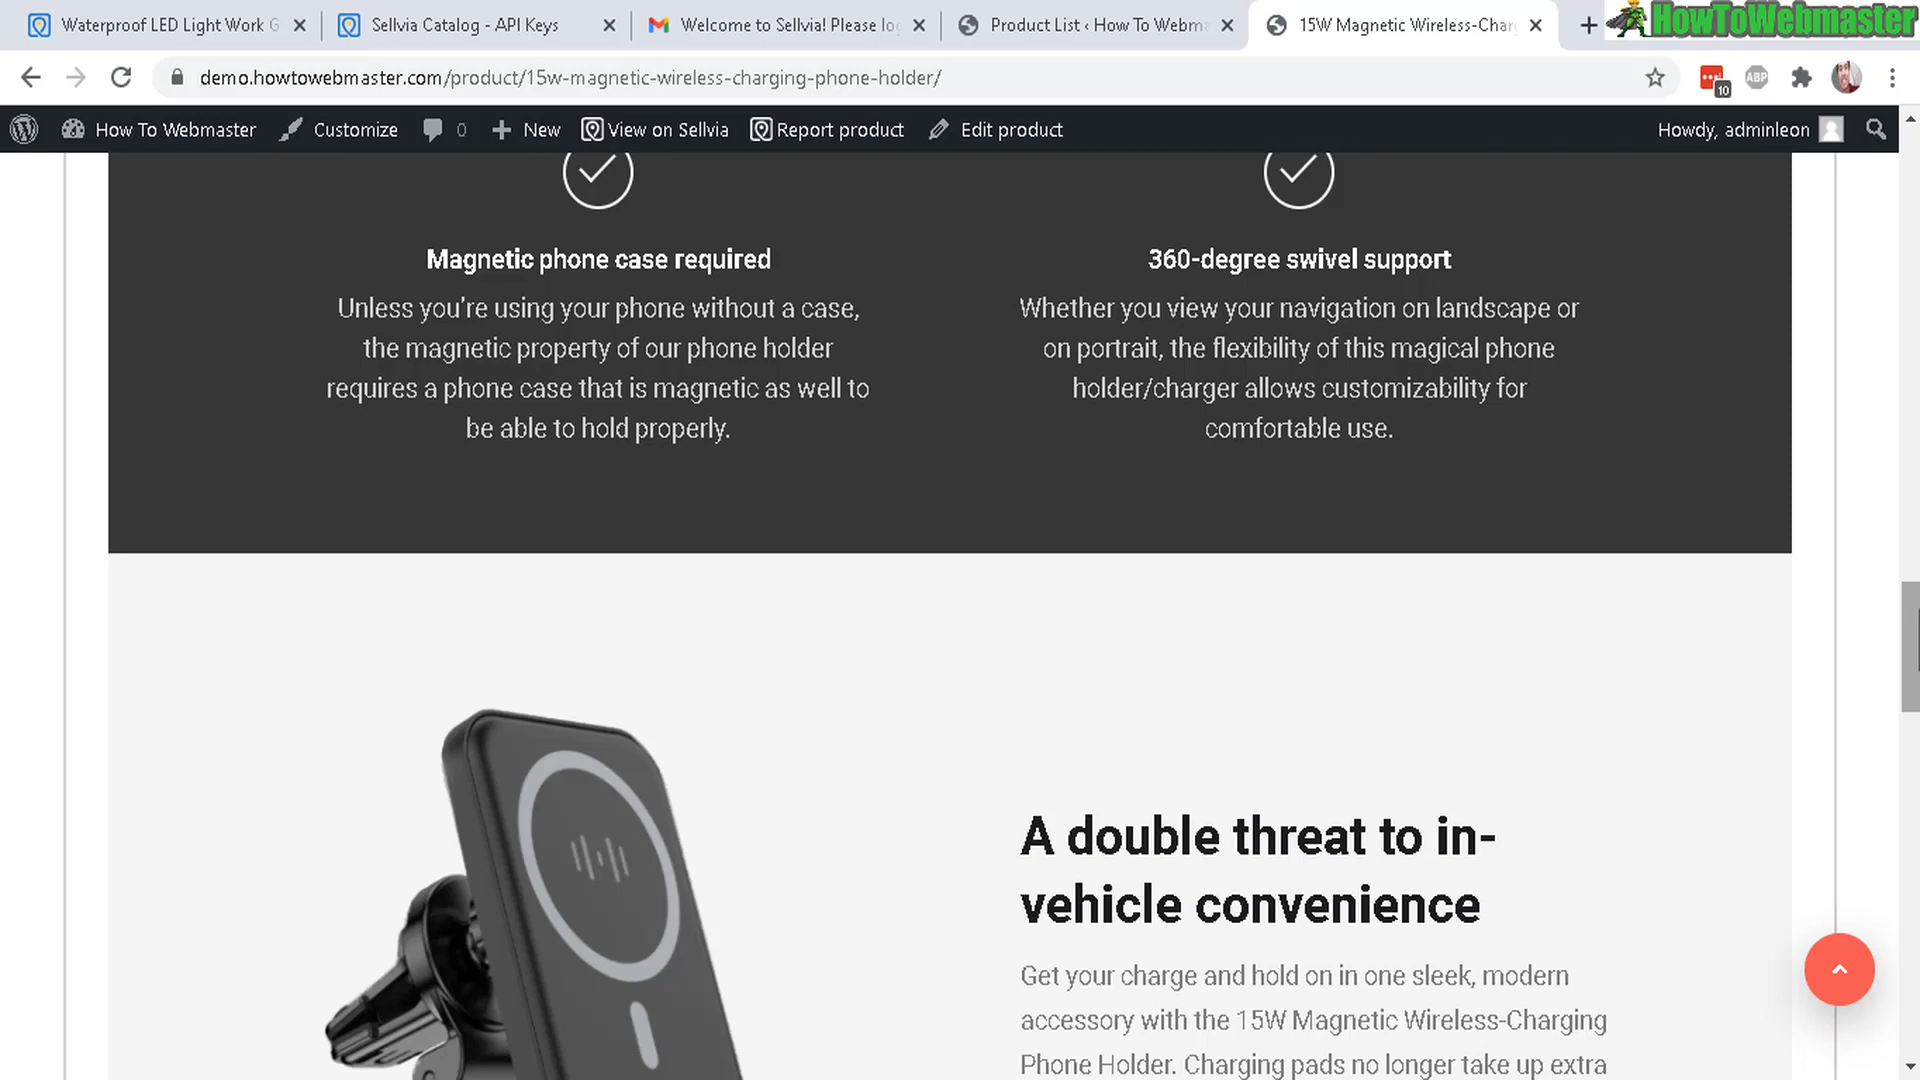 Waterproof LED Light Work G
Sellvia Catalog - API Keys
Welcome to Sellvia! Please lo
Product List ‹ How To Webma
15W Magnetic Wireless-Char
HowToWebmaster
demo.howtowebmaster.com/product/15w-magnetic-wireless-charging-phone-holder/
10
ABP
How To Webmaster
Customize
0
New
View on Sellvia
Report product
Edit product
Howdy, adminleon
Magnetic phone case required
Unless you’re using your phone without a case,
the magnetic property of our phone holder
requires a phone case that is magnetic as well to
be able to hold properly.
360-degree swivel support
Whether you view your navigation on landscape or
on portrait, the flexibility of this magical phone
holder/charger allows customizability for
comfortable use.
A double threat to in-
vehicle convenience
Get your charge and hold on in one sleek, modern
accessory with the 15W Magnetic Wireless-Charging
Phone Holder. Charging pads no longer take up extra